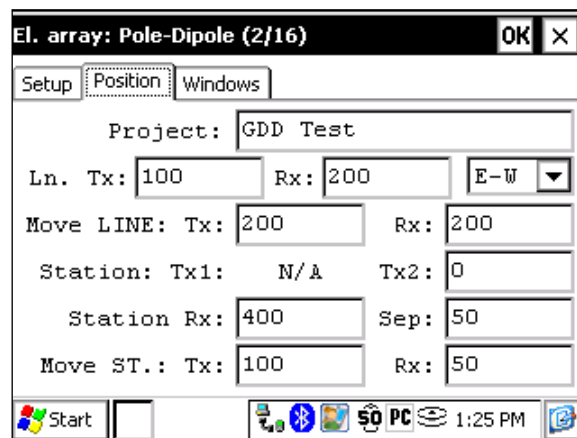 El. array: Pole-Dipole (2/16) OK ×
Setup Position Windows
Project: GDD Test
Ln. Tx: 100 Rx: 200 E-W
Move LINE: Tx: 200 Rx: 200
Station: Tx1: N/A Tx2: 0
Station Rx: 400 Sep: 50
Move ST.: Tx: 100 Rx: 50
Start SO PC 1:25 PM